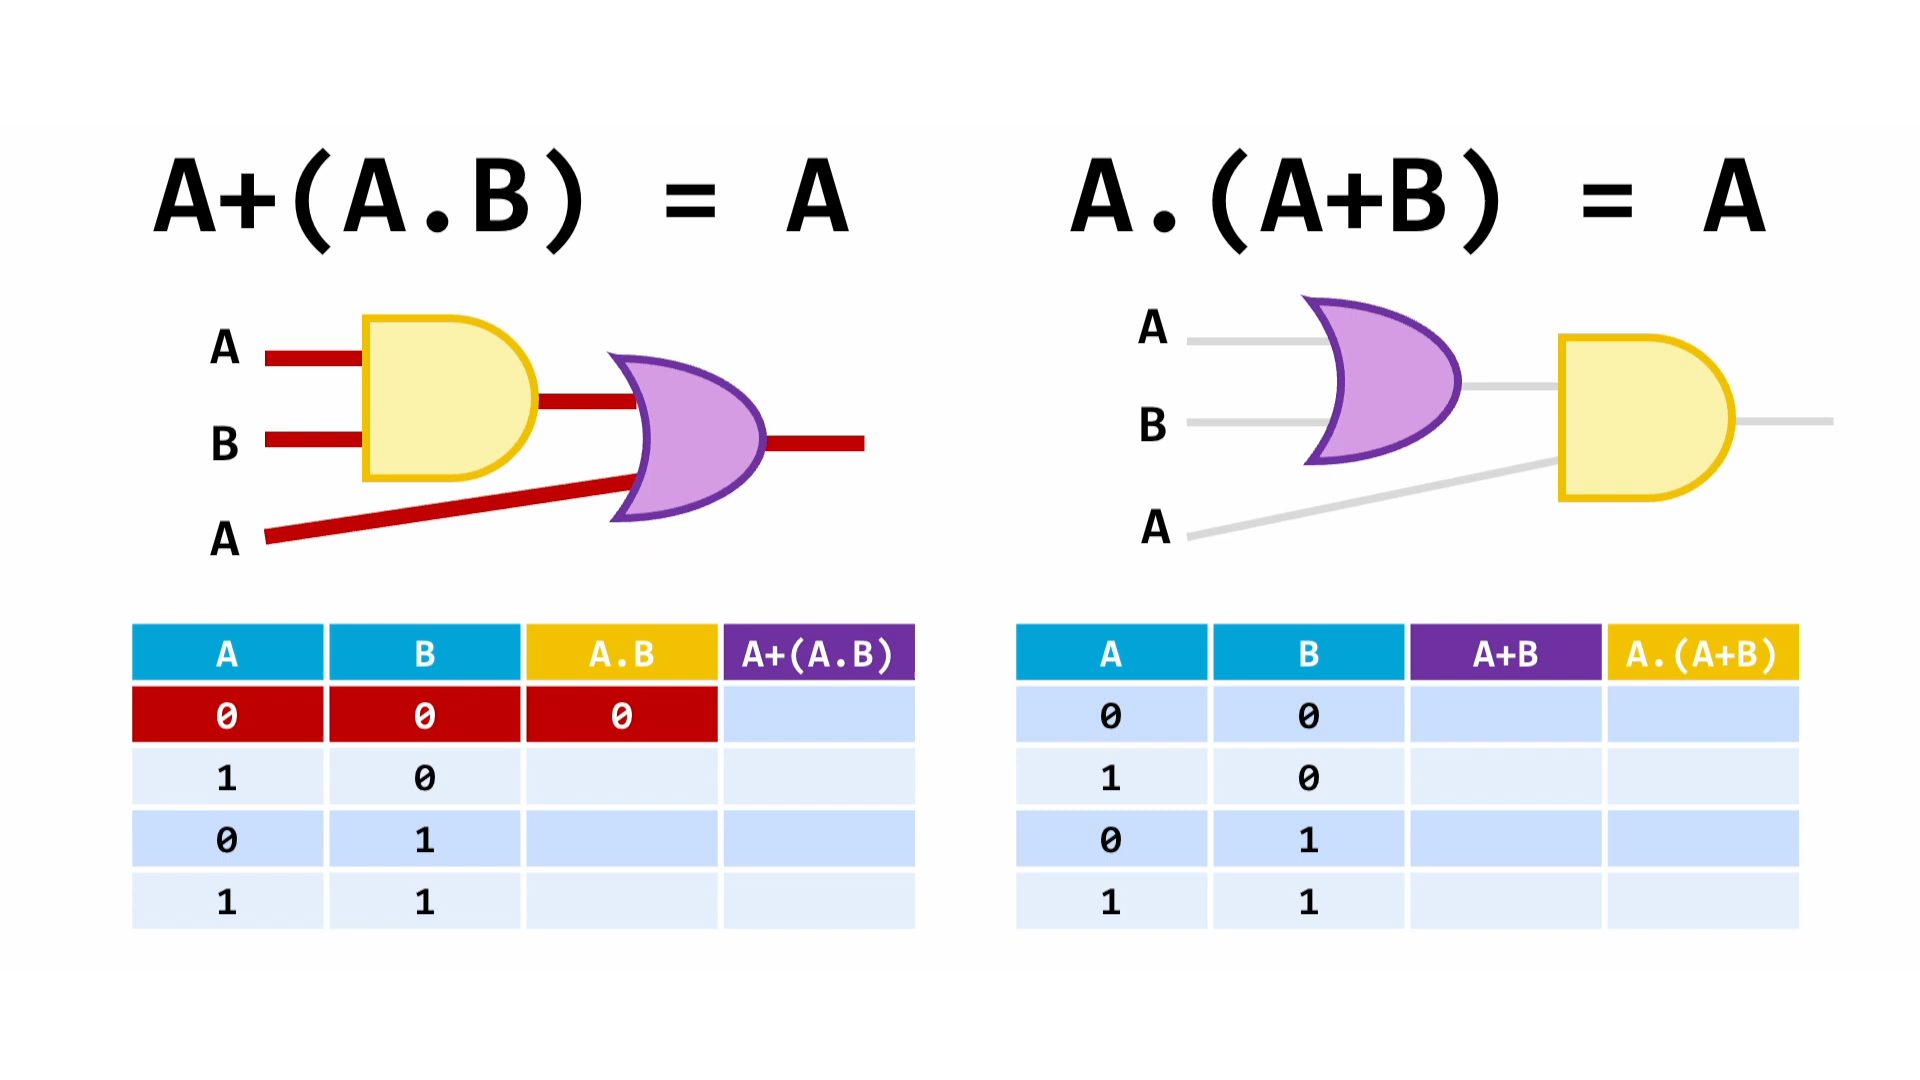 A+(A.B) = A
A.(A+B) = A
A
B
A
A
B
A
A B A.B A+(A.B)
0 0 0
1 0
0 1
1 1
A B A+B A.(A+B)
0 0
1 0
0 1
1 1